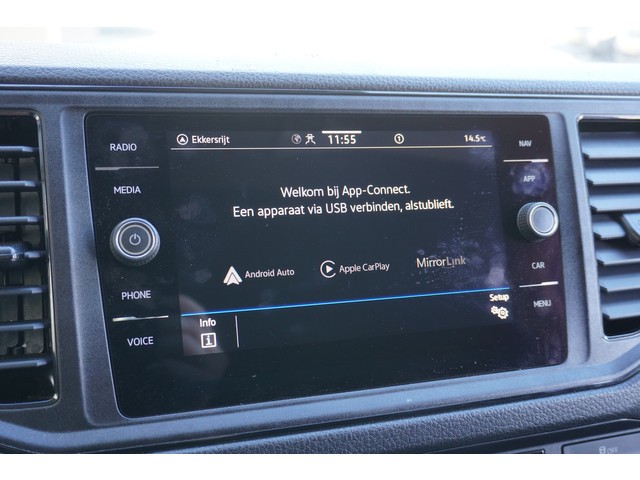 RADIO
Ekkersrijt 11:55 14.5°C
NAV
MEDIA
APP
Welkom bij App-Connect.
Een apparaat via USB verbinden, alstublieft.
Android Auto Apple CarPlay MirrorLink
CAR
PHONE
Setup
MENU
Info
VOICE
OFF